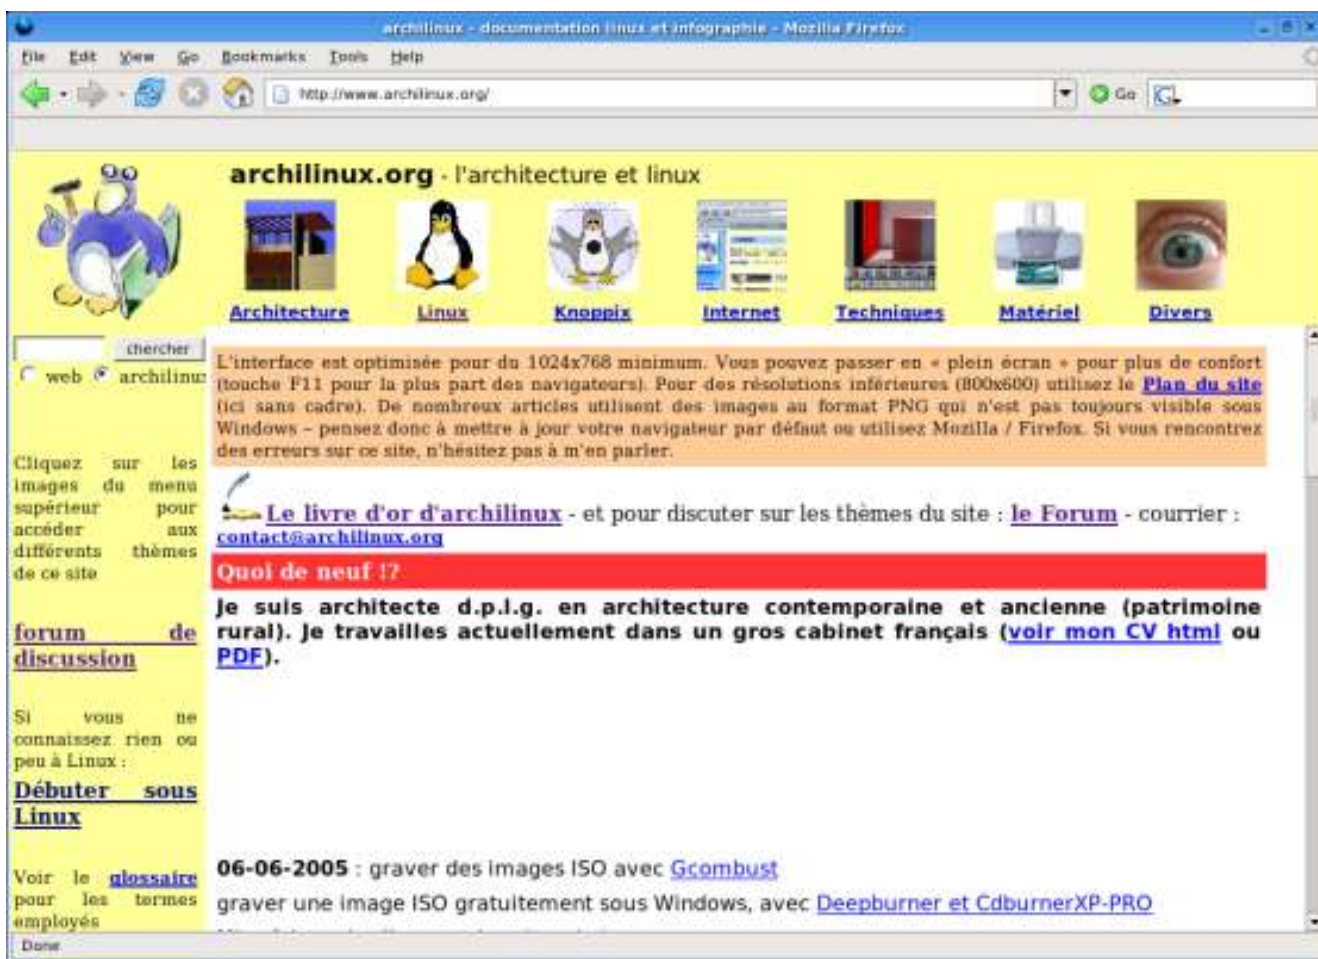 archilinux - documentation linux et infographie - Mozilla Firefox
File Edit View Go Bookmarks Tools Help
http://www.archilinux.org/
Go
archilinux.org - l'architecture et linux
Architecture Linux Knoppix Internet Techniques Matériel Divers
chercher
web archilinux
Cliquez sur les
images du menu
supérieur pour
accéder aux
différents thèmes
de ce site
forum de
discussion
Si vous ne
connaissez rien ou
peu à Linux :
Débuter sous
Linux
Voir le glossaire
pour les termes
employés
L'interface est optimisée pour du 1024x768 minimum. Vous pouvez passer en « plein écran » pour plus de confort
(touche F11 pour la plus part des navigateurs). Pour des résolutions inférieures (800x600) utilisez le Plan du site
(ici sans cadre). De nombreux articles utilisent des images au format PNG qui n'est pas toujours visible sous
Windows – pensez donc à mettre à jour votre navigateur par défaut ou utilisez Mozilla / Firefox. Si vous rencontrez
des erreurs sur ce site, n'hésitez pas à m'en parler.
Le livre d'or d'archilinux - et pour discuter sur les thèmes du site : le Forum - courrier :
contact@archilinux.org
Quoi de neuf !?
Je suis architecte d.p.l.g. en architecture contemporaine et ancienne (patrimoine
rural). Je travailles actuellement dans un gros cabinet français (voir mon CV html ou
PDF).
06-06-2005 : graver des images ISO avec Gcombust
graver une image ISO gratuitement sous Windows, avec Deepburner et CdburnerXP-PRO
Done